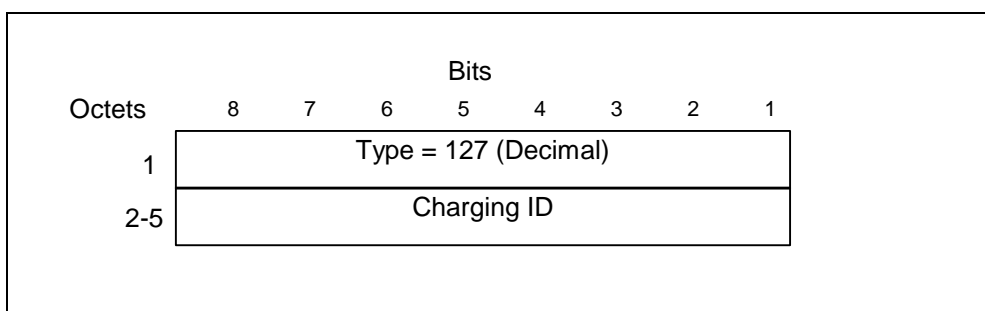 Bits
Octets 8 7 6 5 4 3 2 1
1 Type = 127 (Decimal)
2-5 Charging ID